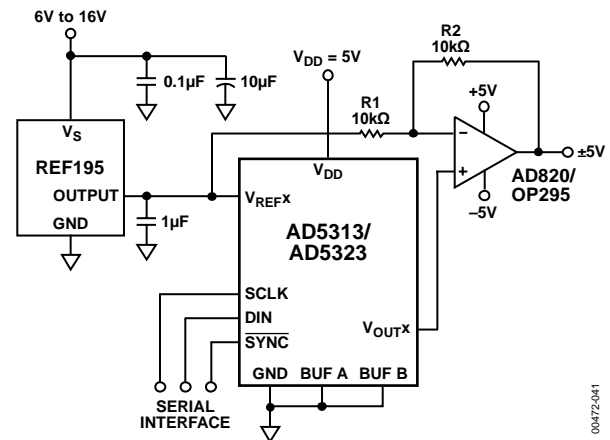 6V to 16V
0.1µF
10µF
V_DD = 5V
R2
10kΩ
R1
10kΩ
+5V
−
+
±5V
–5V
AD820/
OP295
V_S
REF195
OUTPUT
GND
1µF
V_DD
V_REFX
AD5313/
AD5323
SCLK
DIN
SYNC
V_OUTX
GND
BUF A
BUF B
SERIAL
INTERFACE
00472-041